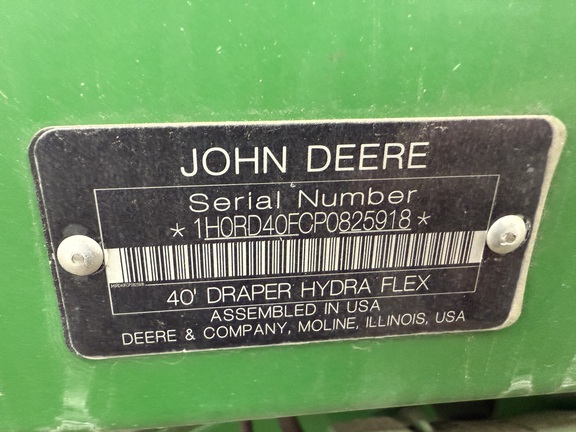 JOHN DEERE
Serial Number
*1H0RD40FCP0825918*
40' DRAPER HYDRA FLEX
ASSEMBLED IN USA
DEERE & COMPANY, MOLINE, ILLINOIS, USA